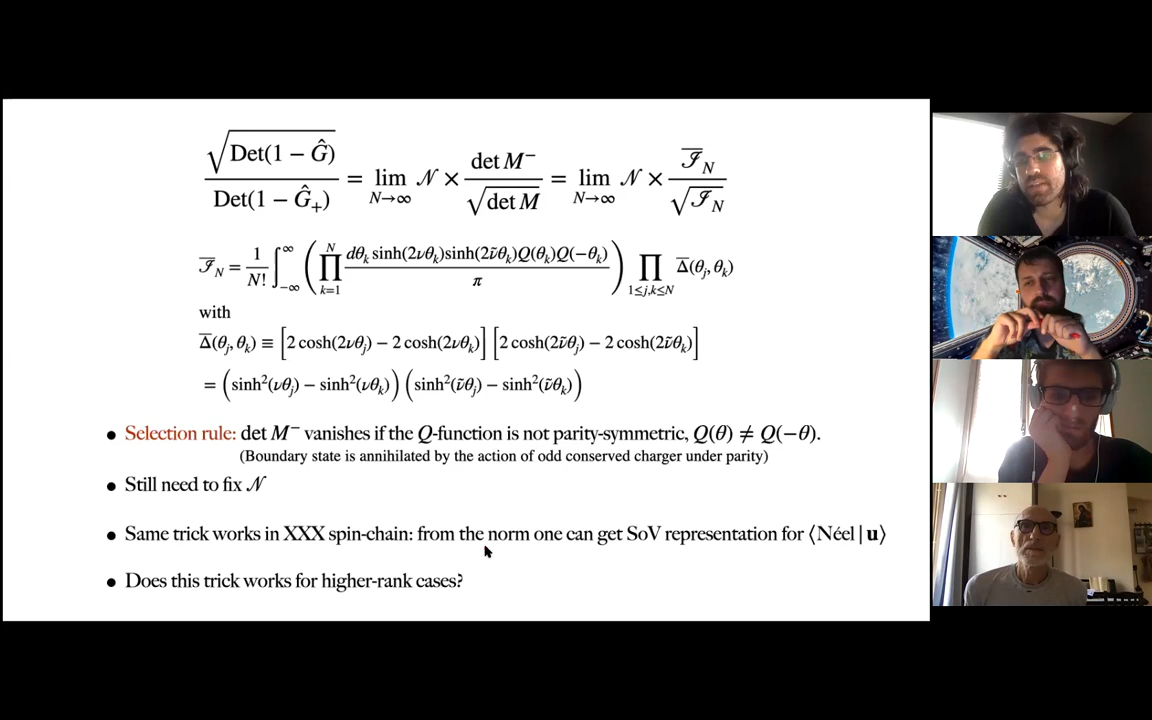 √Det(1 − Ĝ) / Det(1 − Ĝ₊) = lim_{N→∞} 𝒩 × det M⁻ / √det M = lim_{N→∞} 𝒩 × ℐ̅_N / √ℐ_N
ℐ̅_N = 1/N! ∫_{−∞}^{∞} ( ∏_{k=1}^{N} dθ_k sinh(2νθ_k)sinh(2ν̃θ_k)Q(θ_k)Q(−θ_k) / π ) ∏_{1≤j,k≤N} Δ̅(θ_j, θ_k)
with
Δ̅(θ_j, θ_k) ≡ [2 cosh(2νθ_j) − 2 cosh(2νθ_k)] [2 cosh(2ν̃θ_j) − 2 cosh(2ν̃θ_k)]
= (sinh²(νθ_j) − sinh²(νθ_k)) (sinh²(ν̃θ_j) − sinh²(ν̃θ_k))
• Selection rule: det M⁻ vanishes if the Q-function is not parity-symmetric, Q(θ) ≠ Q(−θ).
(Boundary state is annihilated by the action of odd conserved charger under parity)
• Still need to fix 𝒩
• Same trick works in XXX spin-chain: from the norm one can get SoV representation for ⟨Néel | u⟩
• Does this trick works for higher-rank cases?